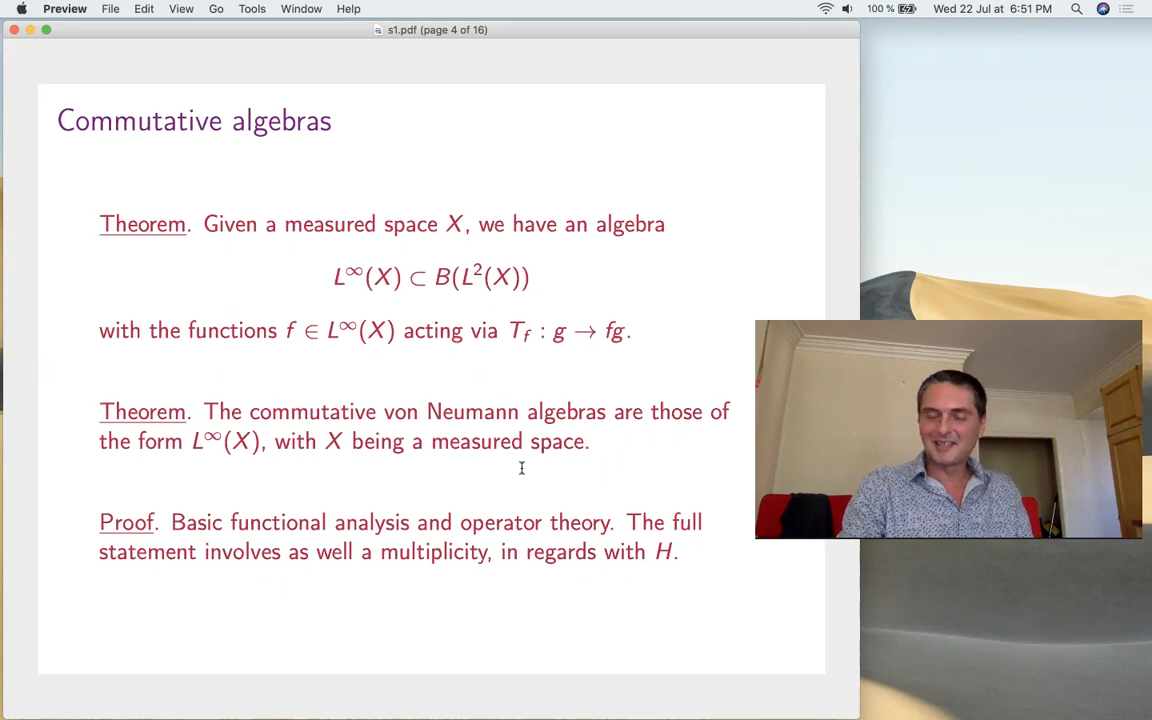 Preview File Edit View Go Tools Window Help 100 % Wed 22 Jul at 6:51 PM
s1.pdf (page 4 of 16)
Commutative algebras
Theorem. Given a measured space X, we have an algebra
L∞(X) ⊂ B(L²(X))
with the functions f ∈ L∞(X) acting via T_f : g → fg.
Theorem. The commutative von Neumann algebras are those of
the form L∞(X), with X being a measured space.
Proof. Basic functional analysis and operator theory. The full
statement involves as well a multiplicity, in regards with H.